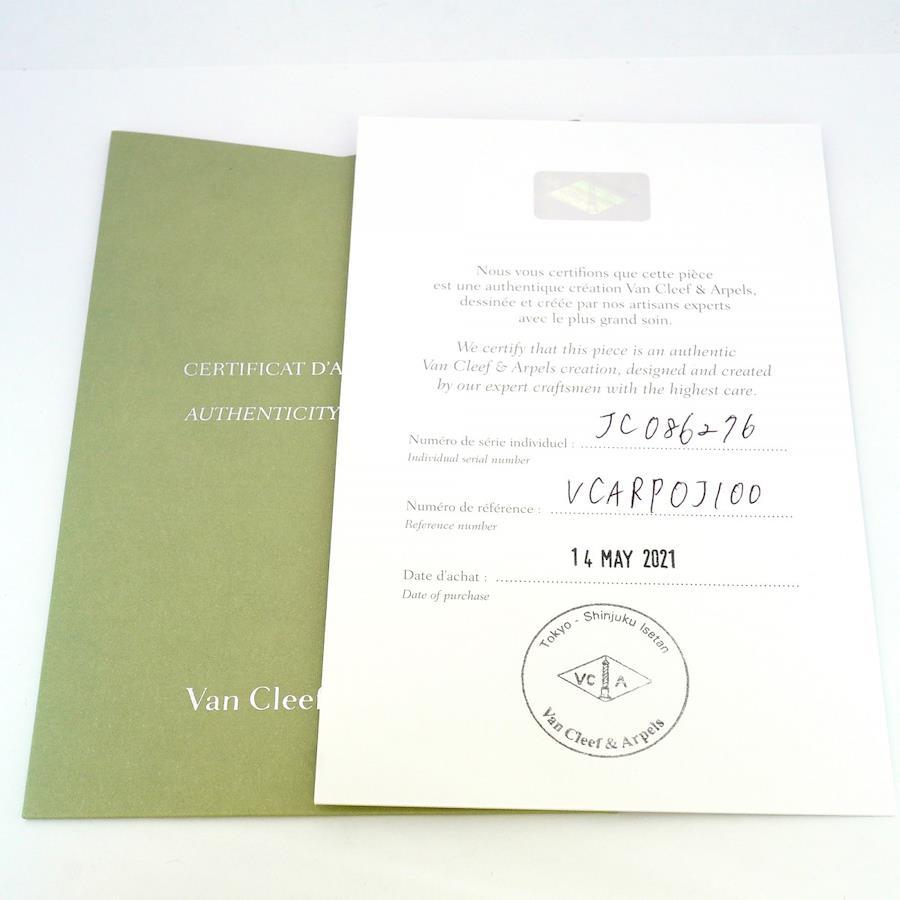 CERTIFICAT D'A
AUTHENTICITY
Van Cleef
Nous vous certifions que cette pièce
est une authentique création Van Cleef & Arpels,
dessinée et créée par nos artisans experts
avec le plus grand soin.
We certify that this piece is an authentic
Van Cleef & Arpels creation, designed and created
by our expert craftsmen with the highest care.
Numéro de série individuel : JC086276
Individual serial number
Numéro de référence : VCARPOJ100
Reference number
Date d'achat : 14 MAY 2021
Date of purchase
Tokyo - Shinjuku Isetan
VC A
Van Cleef & Arpels